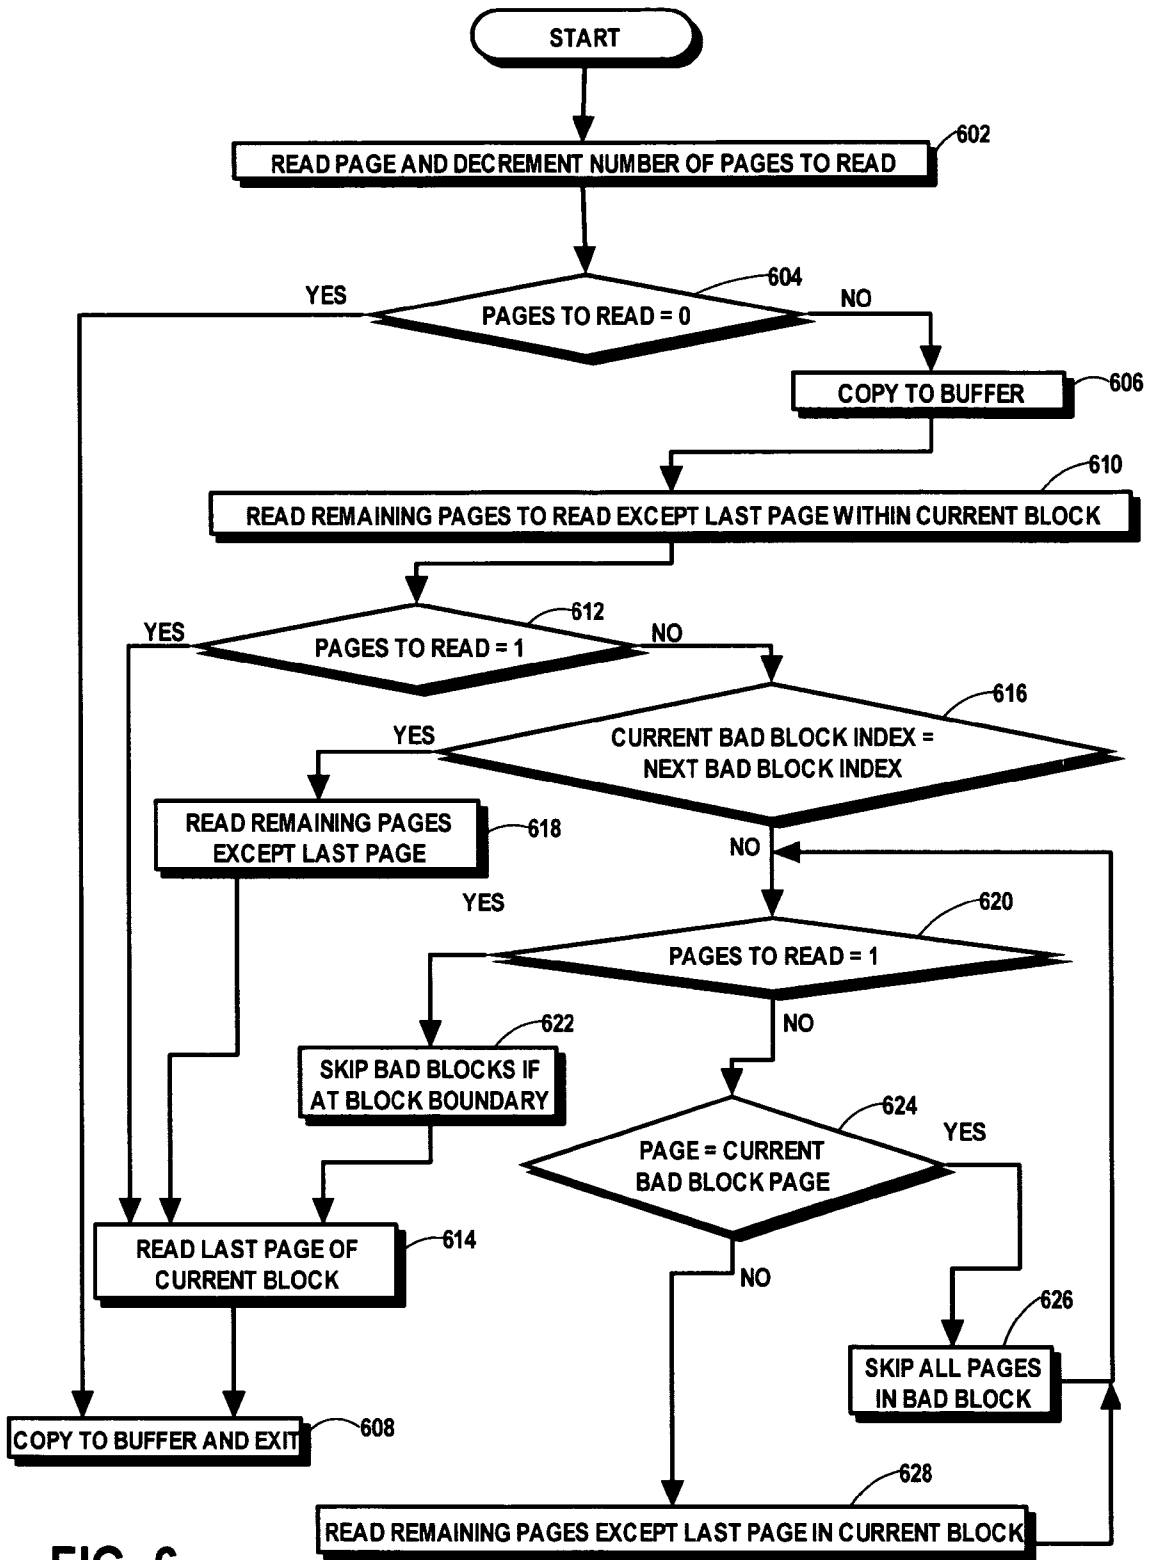 START
602
READ PAGE AND DECREMENT NUMBER OF PAGES TO READ
604
YES
PAGES TO READ = 0
NO
606
COPY TO BUFFER
610
READ REMAINING PAGES TO READ EXCEPT LAST PAGE WITHIN CURRENT BLOCK
612
YES
PAGES TO READ = 1
NO
616
YES
CURRENT BAD BLOCK INDEX =
NEXT BAD BLOCK INDEX
READ REMAINING PAGES
EXCEPT LAST PAGE
618
NO
YES
620
PAGES TO READ = 1
622
NO
SKIP BAD BLOCKS IF
AT BLOCK BOUNDARY
624
YES
PAGE = CURRENT
BAD BLOCK PAGE
614
READ LAST PAGE OF
CURRENT BLOCK
NO
626
SKIP ALL PAGES
IN BAD BLOCK
608
COPY TO BUFFER AND EXIT
628
READ REMAINING PAGES EXCEPT LAST PAGE IN CURRENT BLOCK
FIG. 6